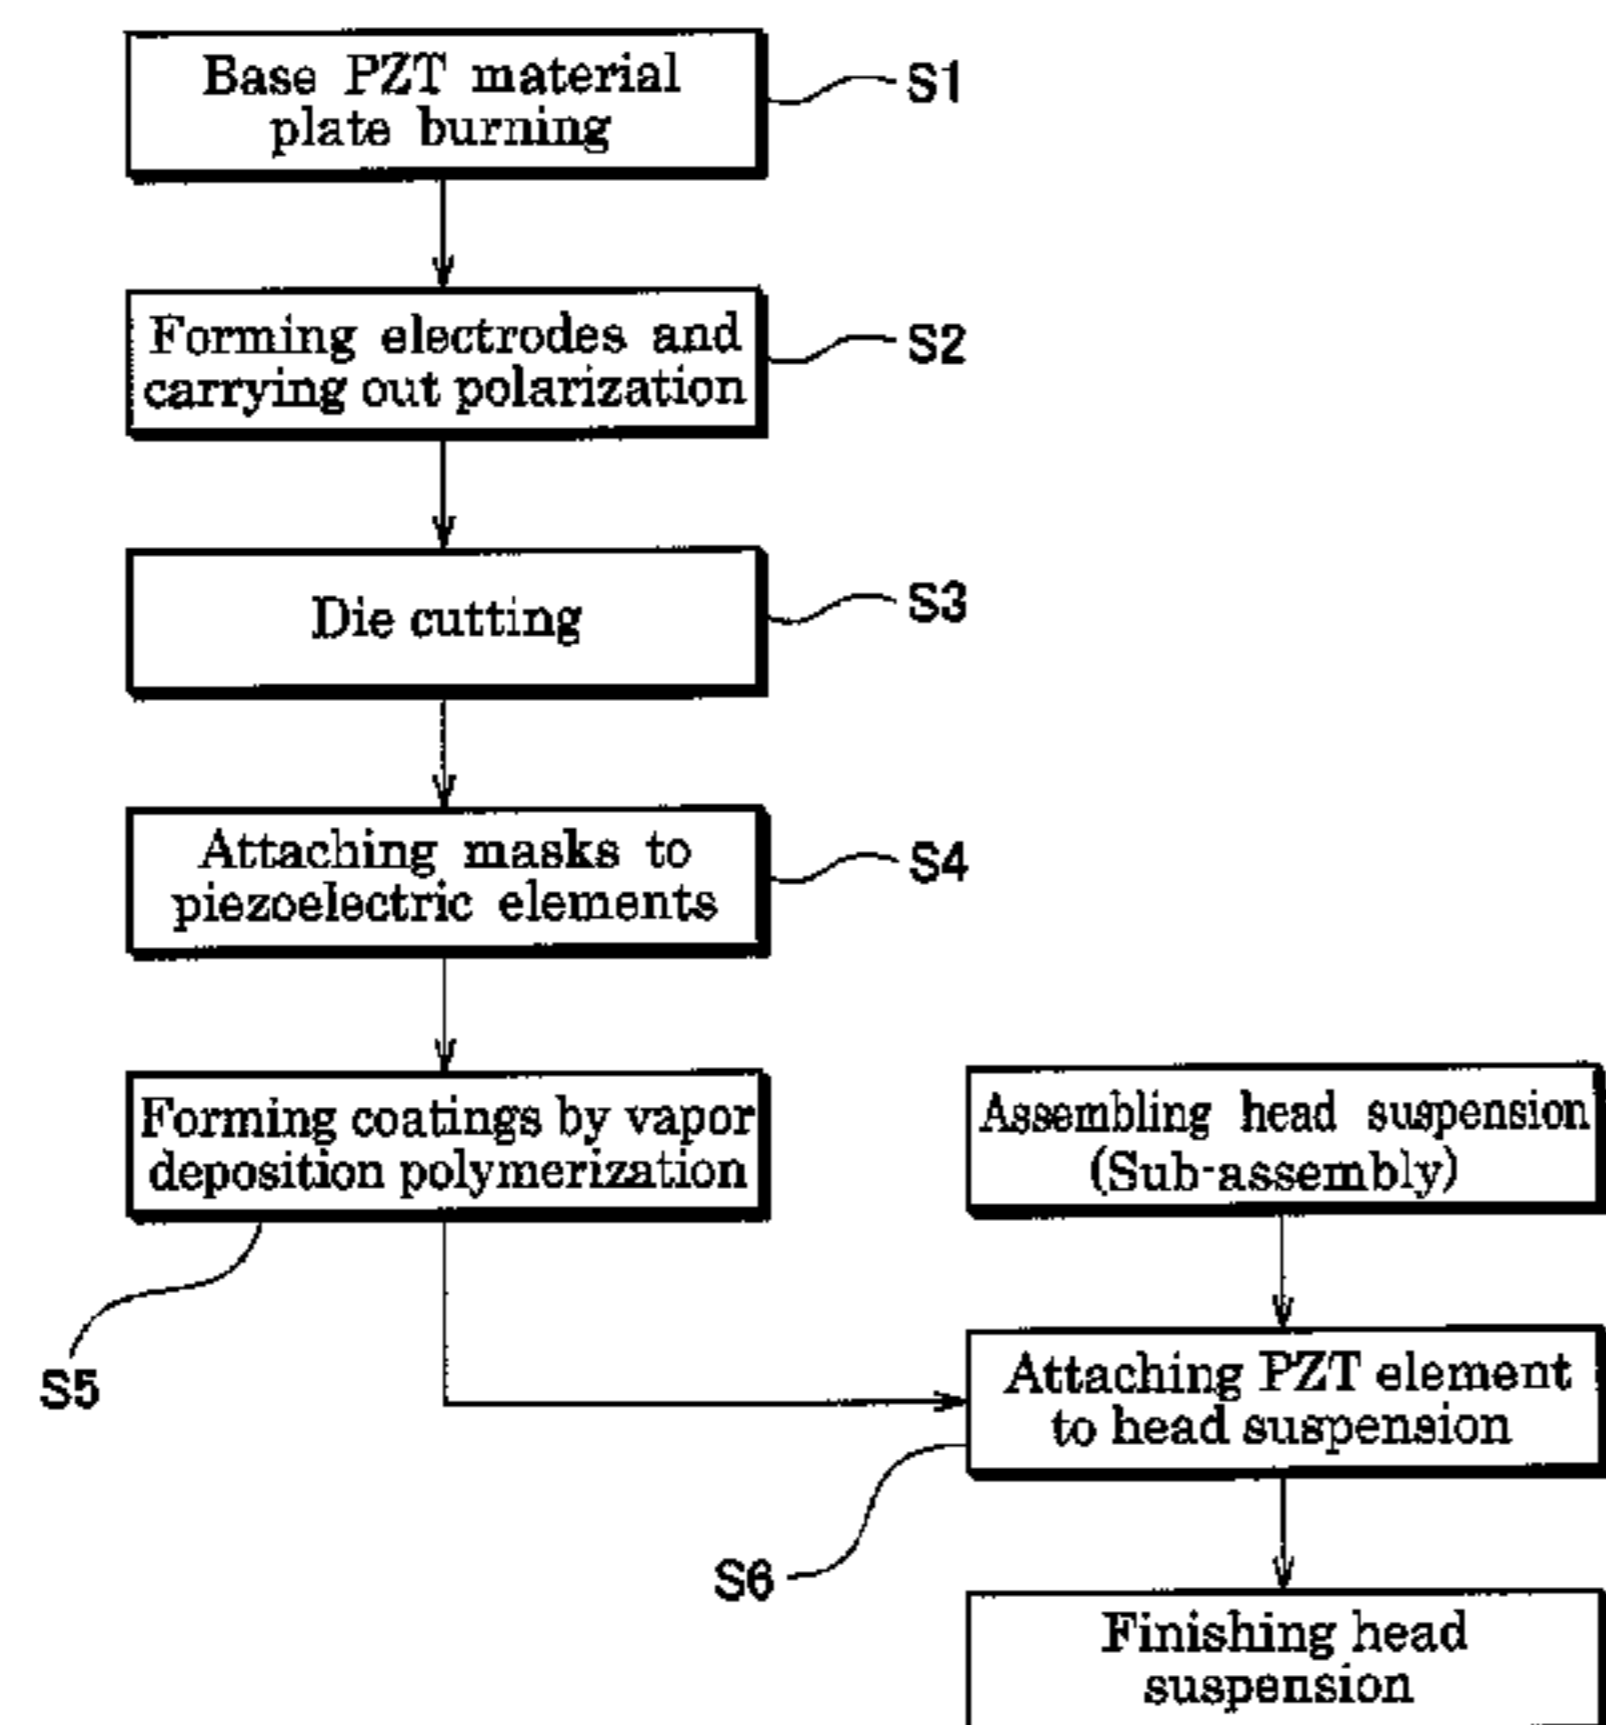 Base PZT material
plate burning
S1
Forming electrodes and
carrying out polarization
S2
Die cutting
S3
Attaching masks to
piezoelectric elements
S4
Forming coatings by vapor
deposition polymerization
S5
Assembling head suspension
(Sub-assembly)
Attaching PZT element
to head suspension
S6
Finishing head
suspension